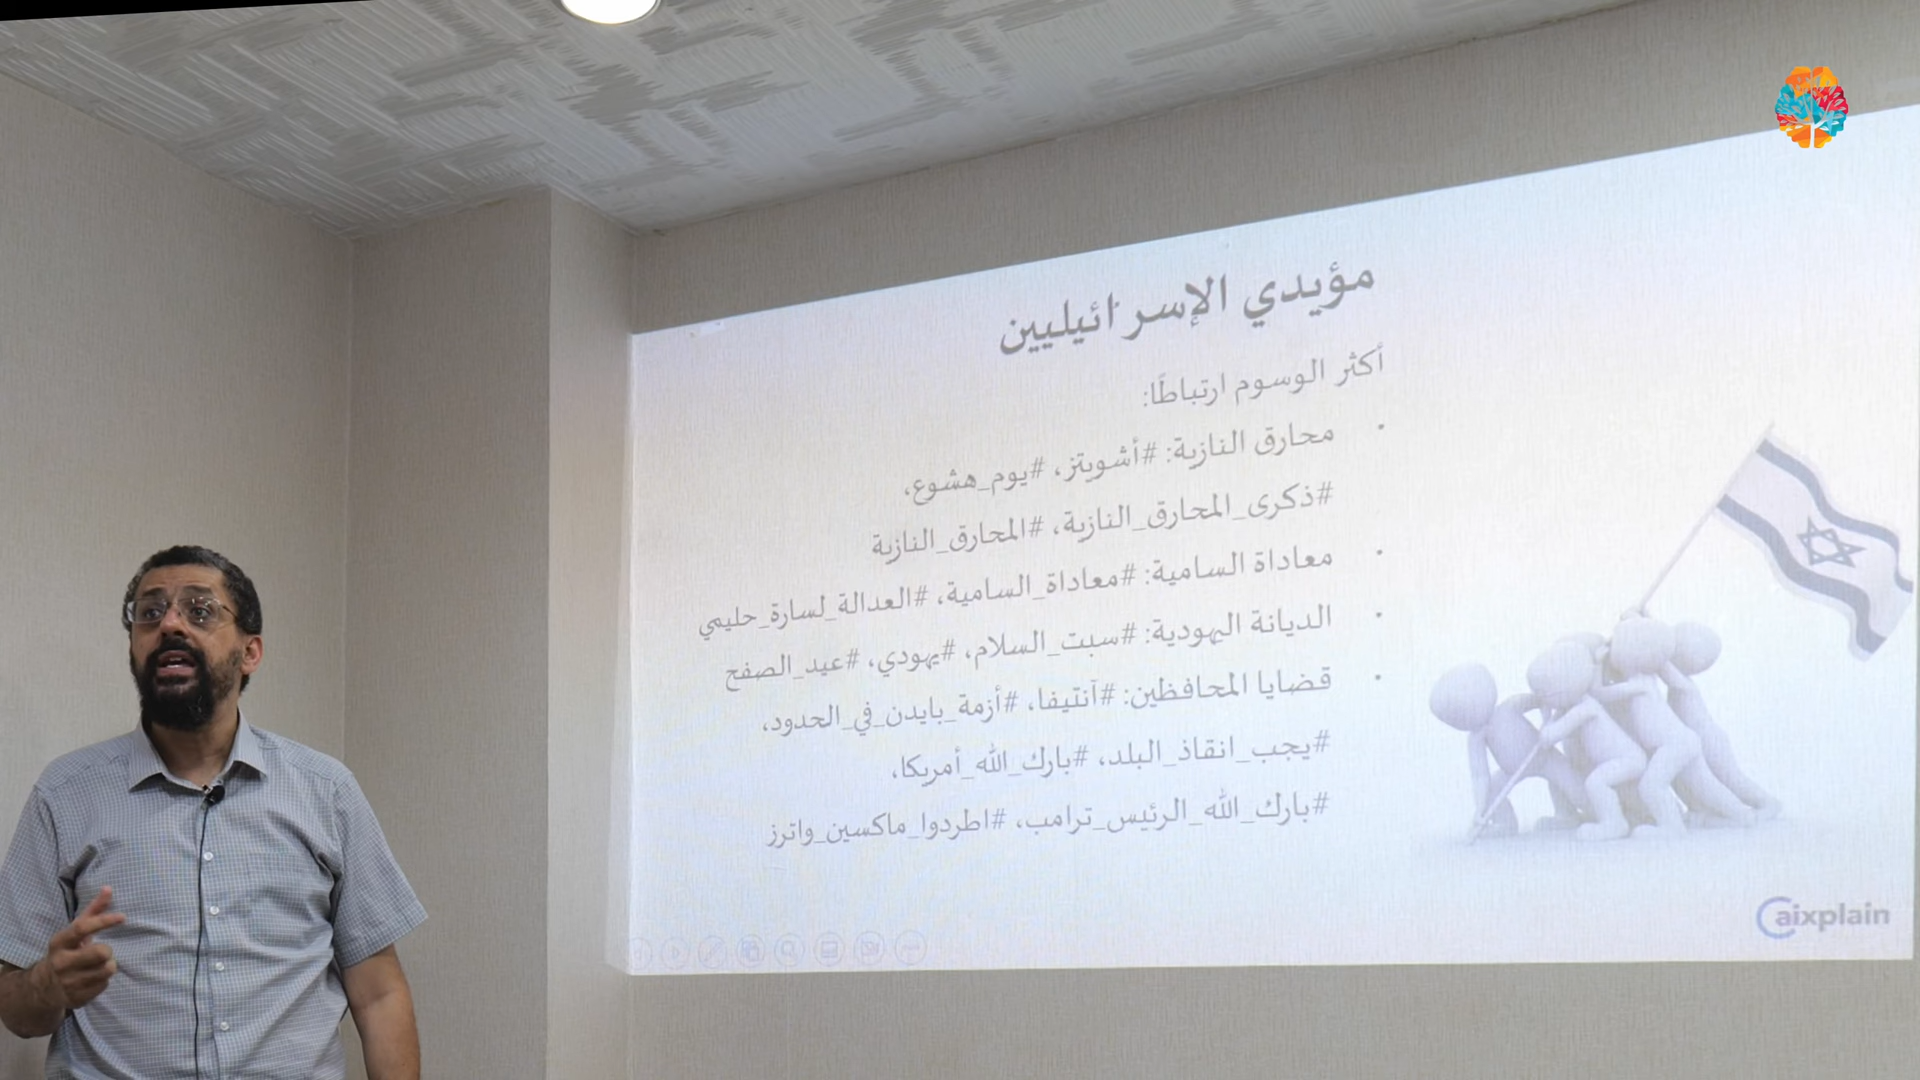 مؤيدي الإسرائيليين
أكثر الوسوم ارتباطًا:
• محارق النازية: #أشويتز، #يوم_هشوع،
#ذكرى_المحارق_النازية، #المحارق_النازية
• معاداة السامية: #معاداة_السامية، #العدالة_لسارة_حليمي
• الديانة اليهودية: #سبت_السلام، #يهودي، #عيد_الصفح
• قضايا المحافظين: #آنتيفا، #أزمة_بايدن_في_الحدود،
#يجب_انقاذ_البلد، #بارك_الله_أمريكا،
#بارك_الله_الرئيس_ترامب، #اطردوا_ماكسين_واترز
aixplain